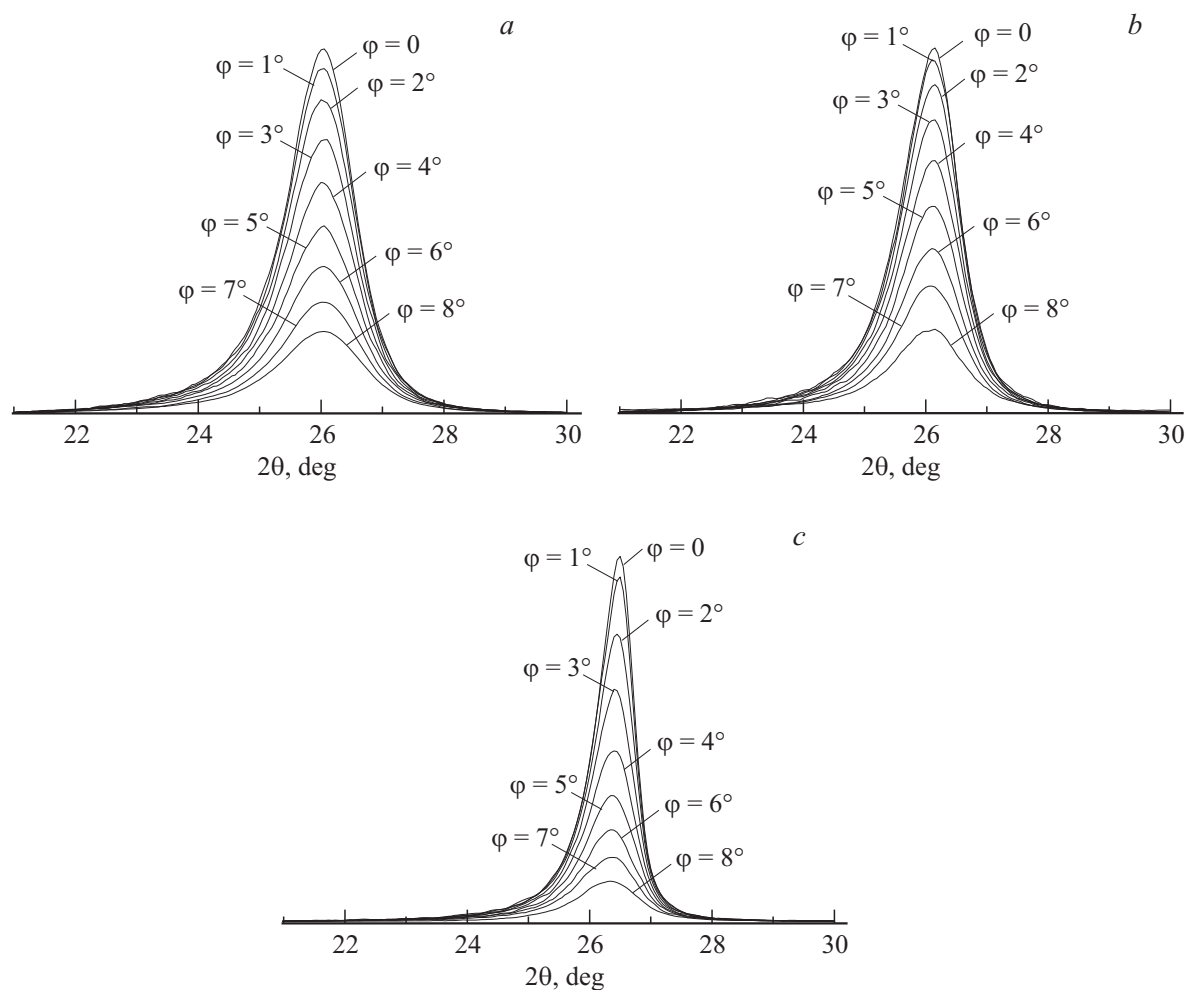 a
φ = 0
φ = 1°
φ = 2°
φ = 3°
φ = 4°
φ = 5°
φ = 6°
φ = 7°
φ = 8°
22 24 26 28 30
2θ, deg
b
φ = 0
φ = 1°
φ = 2°
φ = 3°
φ = 4°
φ = 5°
φ = 6°
φ = 7°
φ = 8°
22 24 26 28 30
2θ, deg
c
φ = 0
φ = 1°
φ = 2°
φ = 3°
φ = 4°
φ = 5°
φ = 6°
φ = 7°
φ = 8°
22 24 26 28 30
2θ, deg